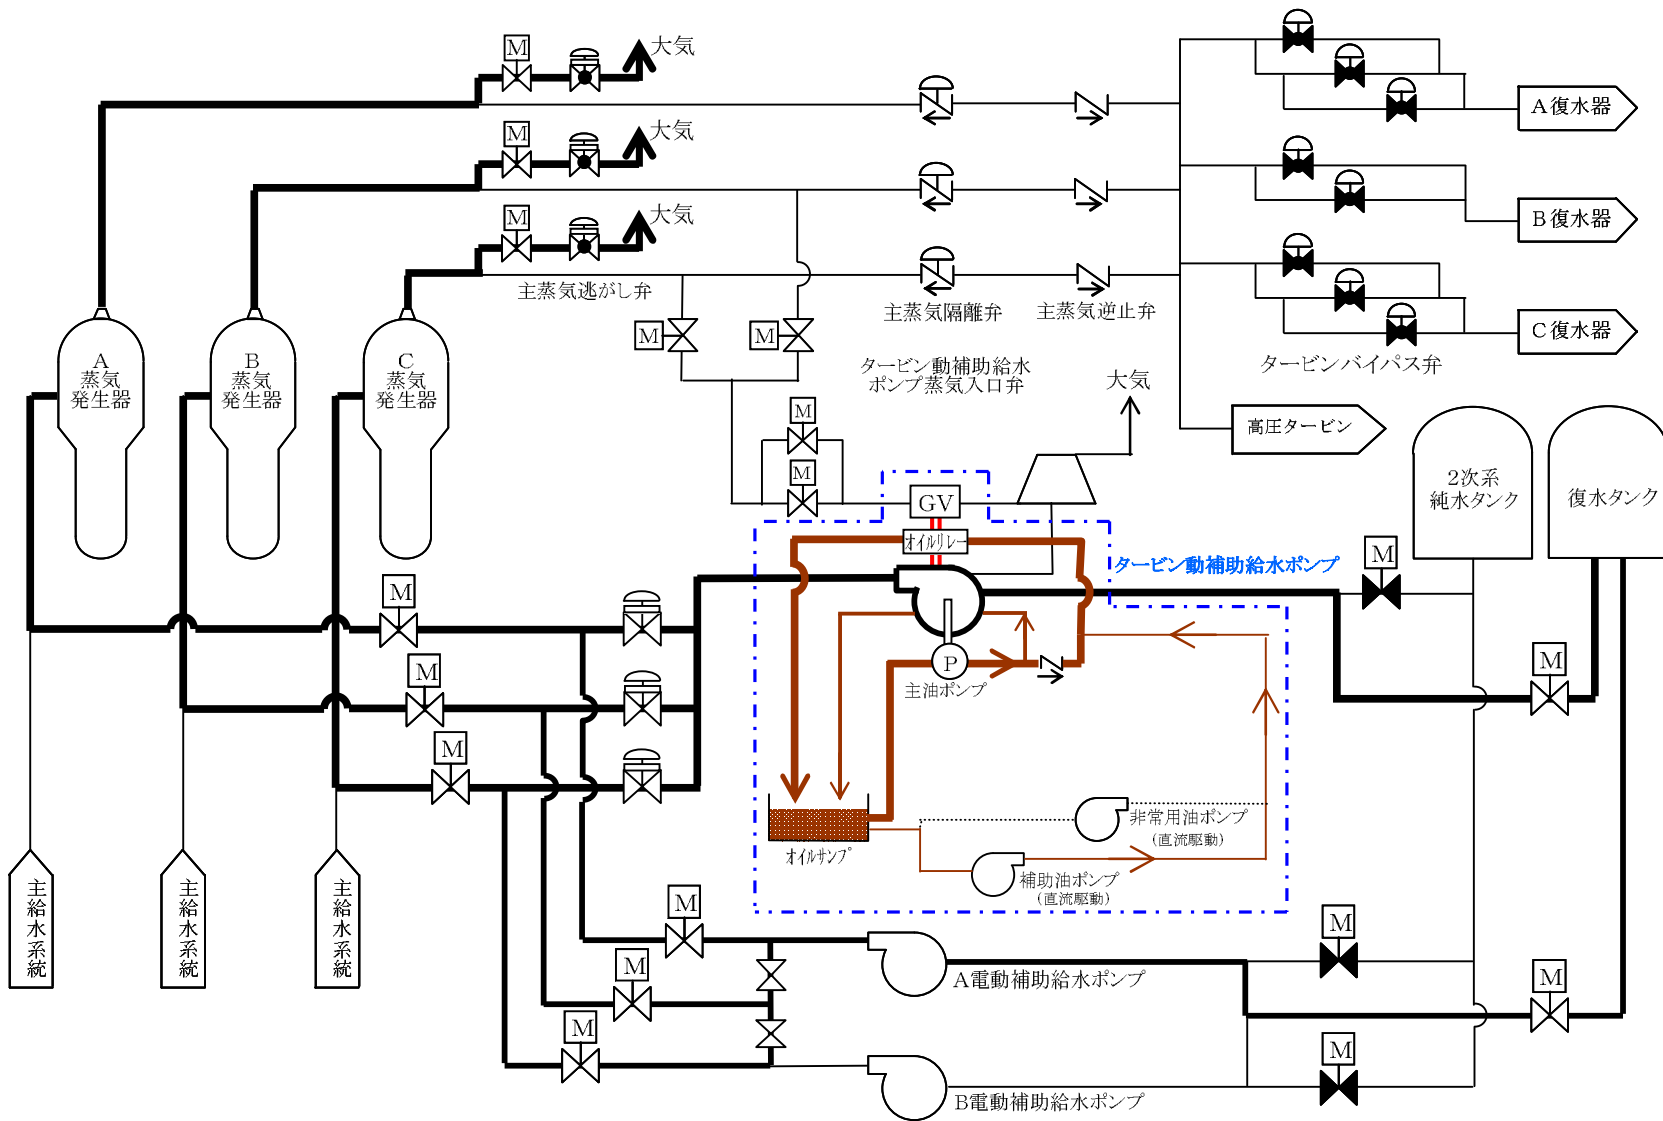 M
大気
M
大気
M
大気
主蒸気逃がし弁
主蒸気隔離弁
主蒸気逆止弁
A復水器
B復水器
C復水器
タービンバイパス弁
高圧タービン
A
蒸気
発生器
B
蒸気
発生器
C
蒸気
発生器
M
M
タービン動補助給水
ポンプ蒸気入口弁
大気
M
M
GV
オイルリレー
タービン動補助給水ポンプ
2次系
純水タンク
復水タンク
M
M
M
M
M
P
主油ポンプ
オイルサンプ
非常用油ポンプ
(直流駆動)
補助油ポンプ
(直流駆動)
主給水系統
主給水系統
主給水系統
M
M
M
A電動補助給水ポンプ
B電動補助給水ポンプ
M
M
M